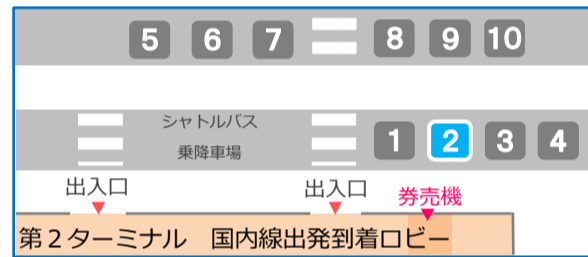 5 6 7 8 9 10
シャトルバス
乗降車場
1 2 3 4
出入口 出入口 券売機
第2ターミナル 国内線出発到着ロビー